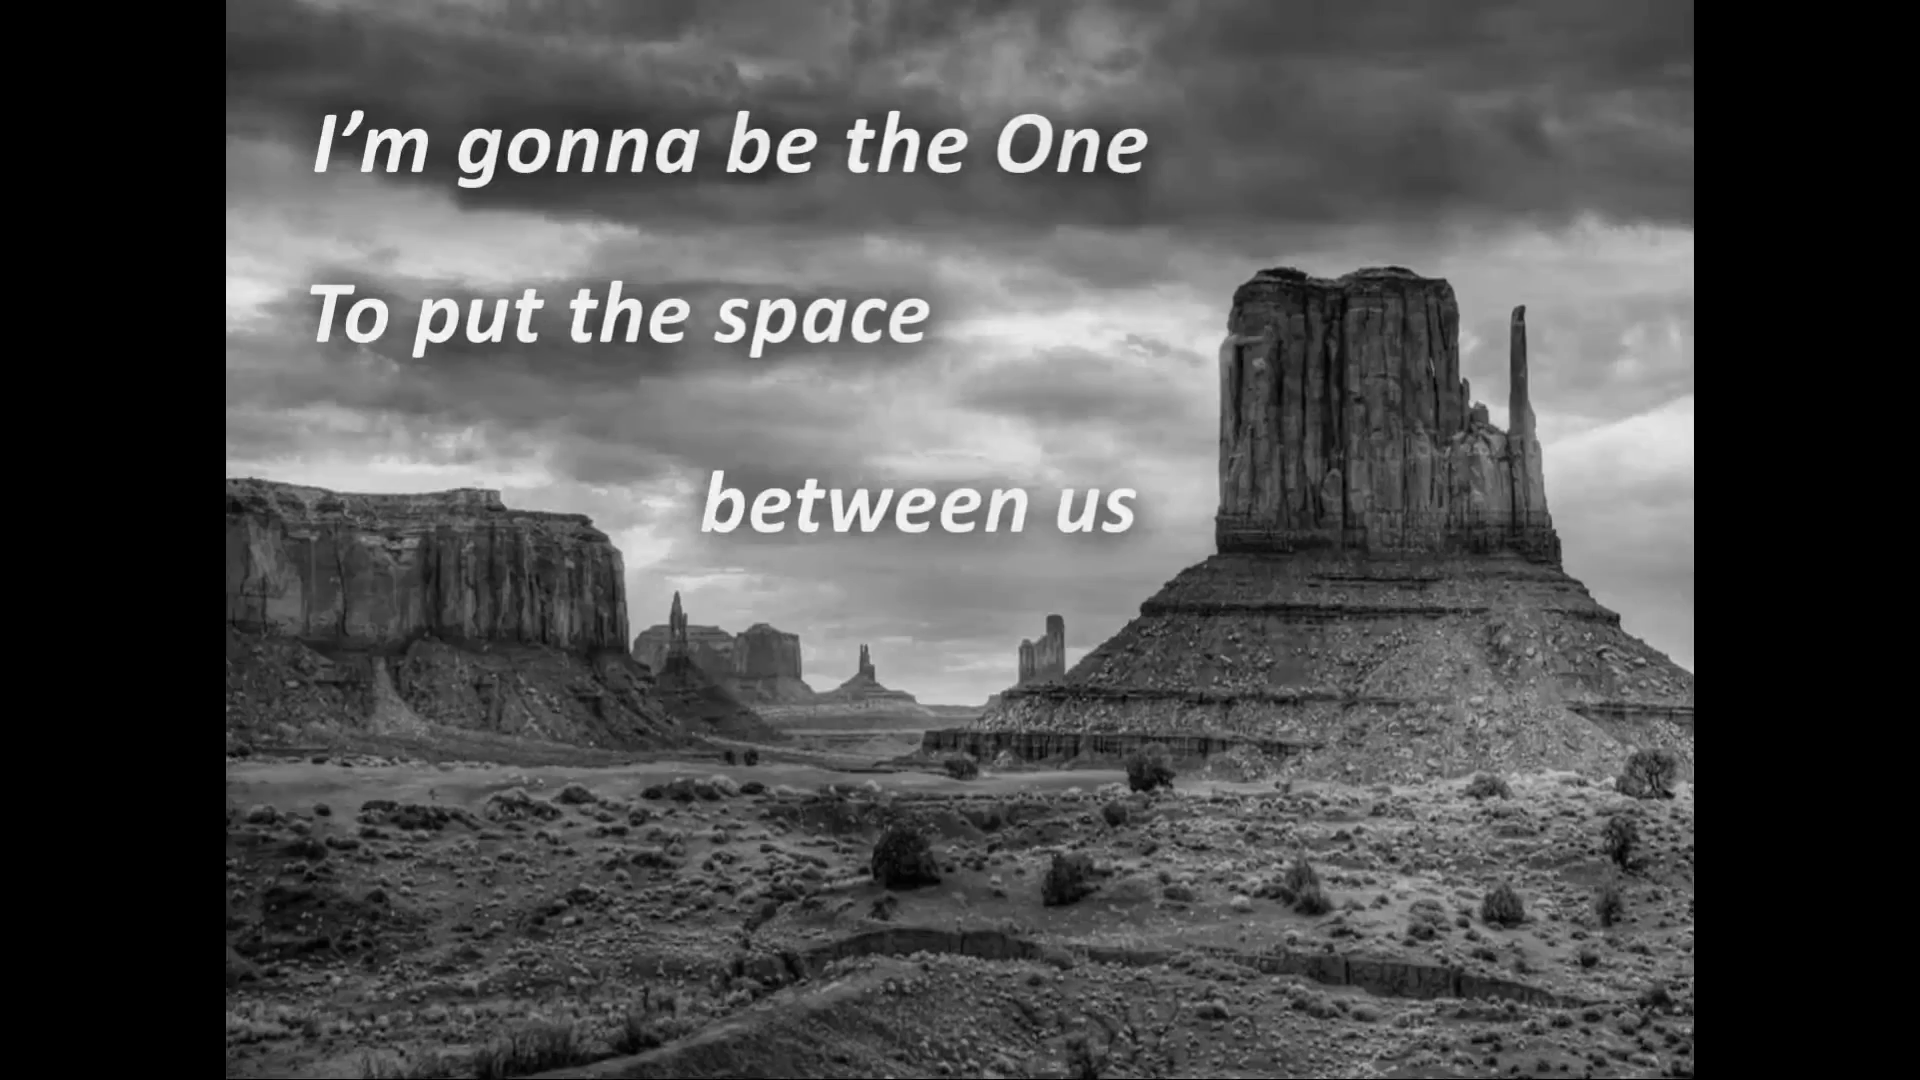 I’m gonna be the One
To put the space
between us